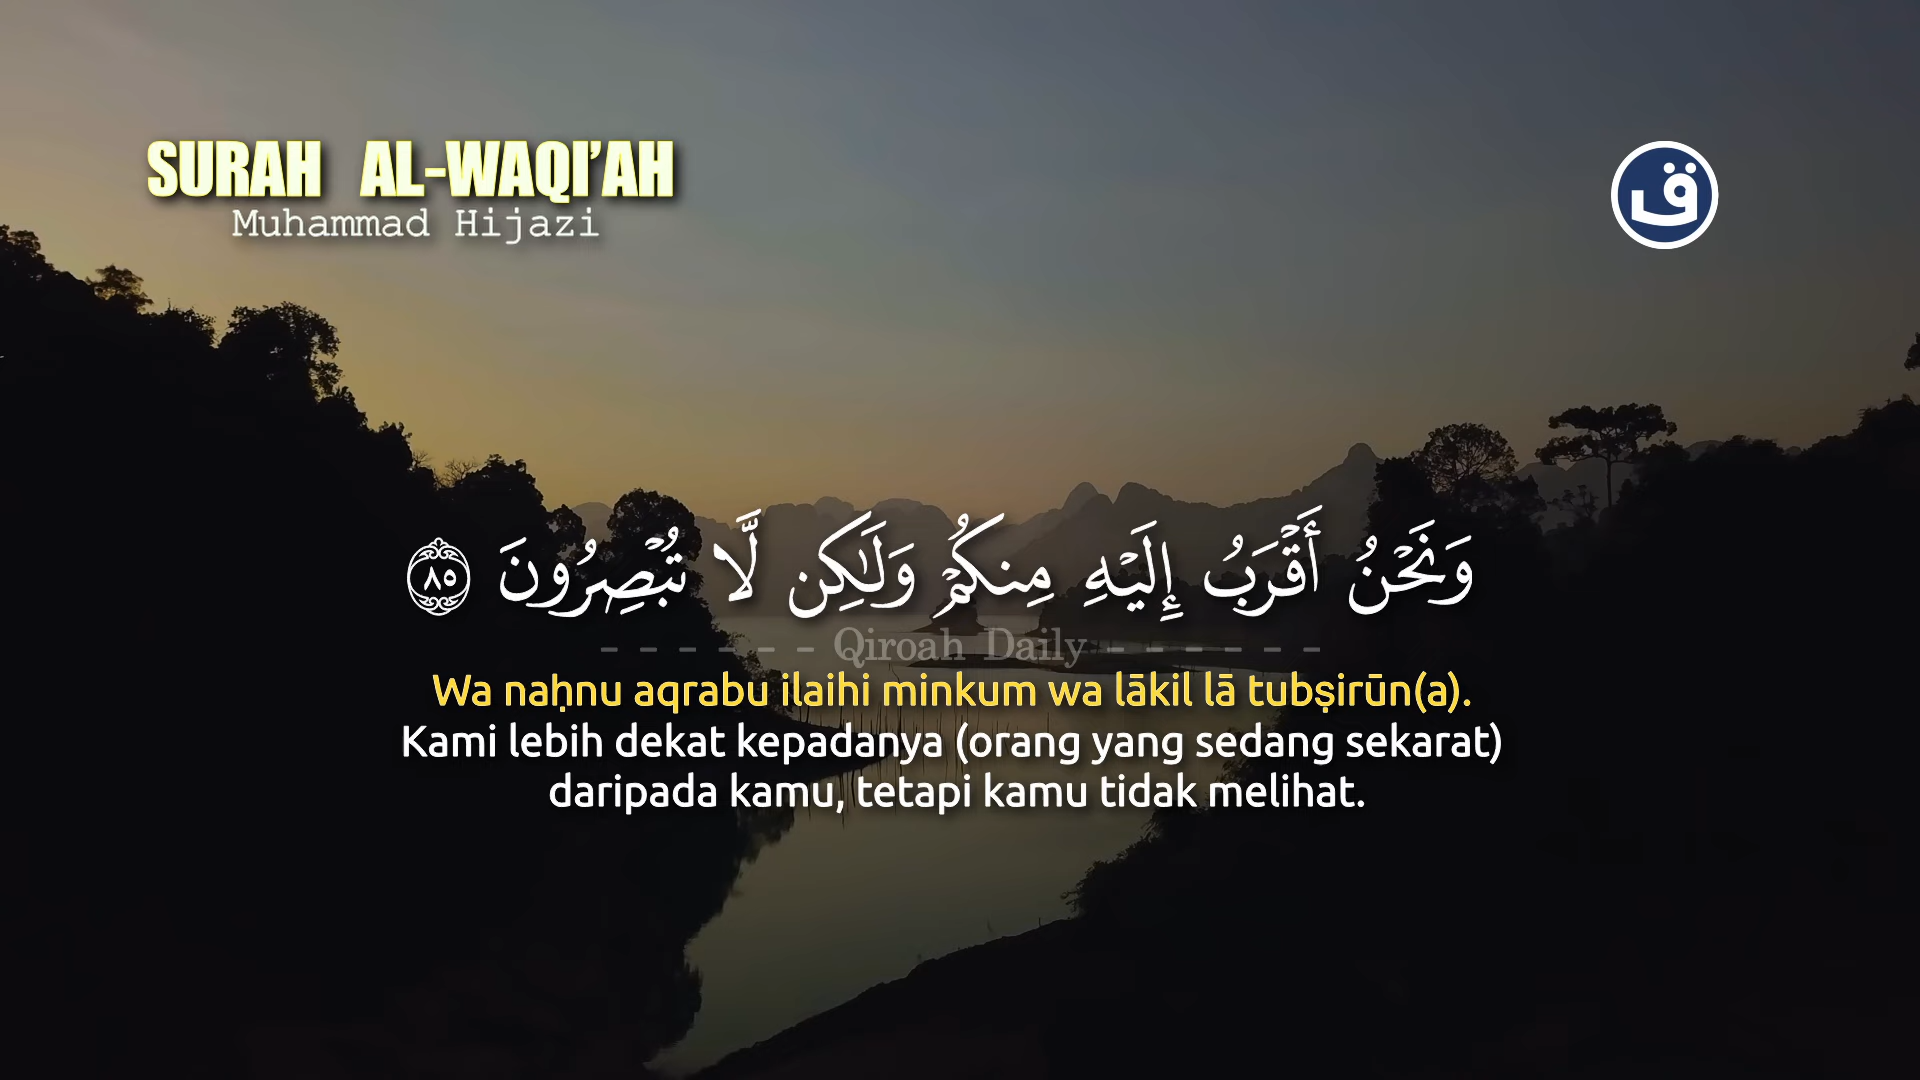 SURAH AL-WAQI'AH
Muhammad Hijazi
ق
وَنَحْنُ أَقْرَبُ إِلَيْهِ مِنكُمْ وَلَٰكِن لَّا تُبْصِرُونَ ٨٥
- - - - - - Qiroah Daily - - - - - -
Wa naḥnu aqrabu ilaihi minkum wa lākil lā tubṣirūn(a).
Kami lebih dekat kepadanya (orang yang sedang sekarat)
daripada kamu, tetapi kamu tidak melihat.